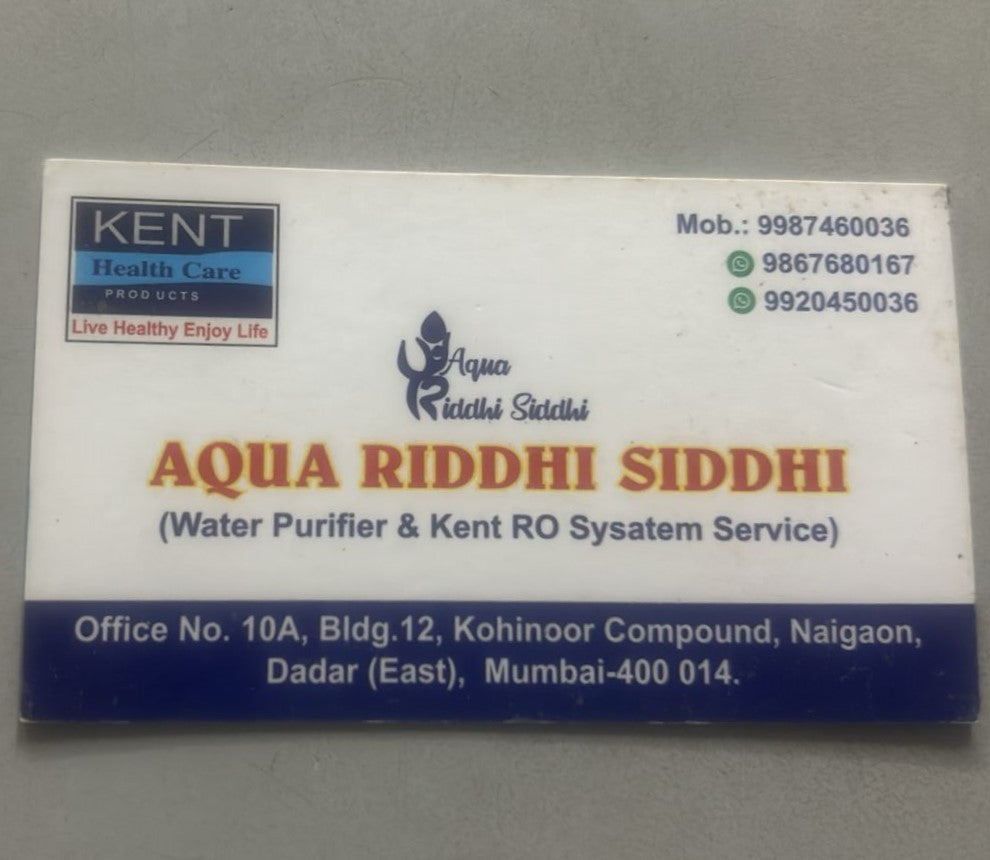 KENT
Health Care
PRODUCTS
Live Healthy Enjoy Life
Mob.: 9987460036
9867680167
9920450036
Aqua
Riddhi Siddhi
AQUA RIDDHI SIDDHI
(Water Purifier & Kent RO Sysatem Service)
Office No. 10A, Bldg.12, Kohinoor Compound, Naigaon,
Dadar (East), Mumbai-400 014.